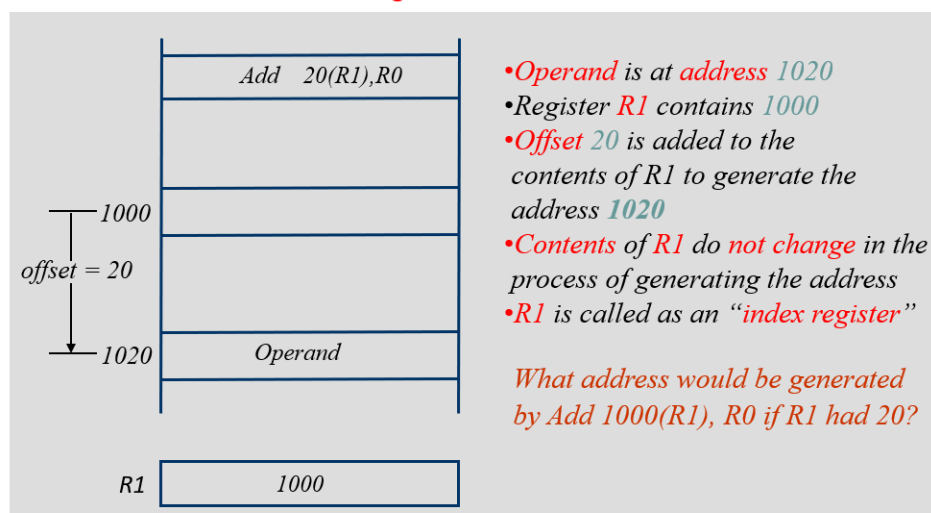 Add 20(R1),R0
1000
offset = 20
1020
Operand
R1
1000
•Operand is at address 1020
•Register R1 contains 1000
•Offset 20 is added to the
contents of R1 to generate the
address 1020
•Contents of R1 do not change in the
process of generating the address
•R1 is called as an “index register”
What address would be generated
by Add 1000(R1), R0 if R1 had 20?